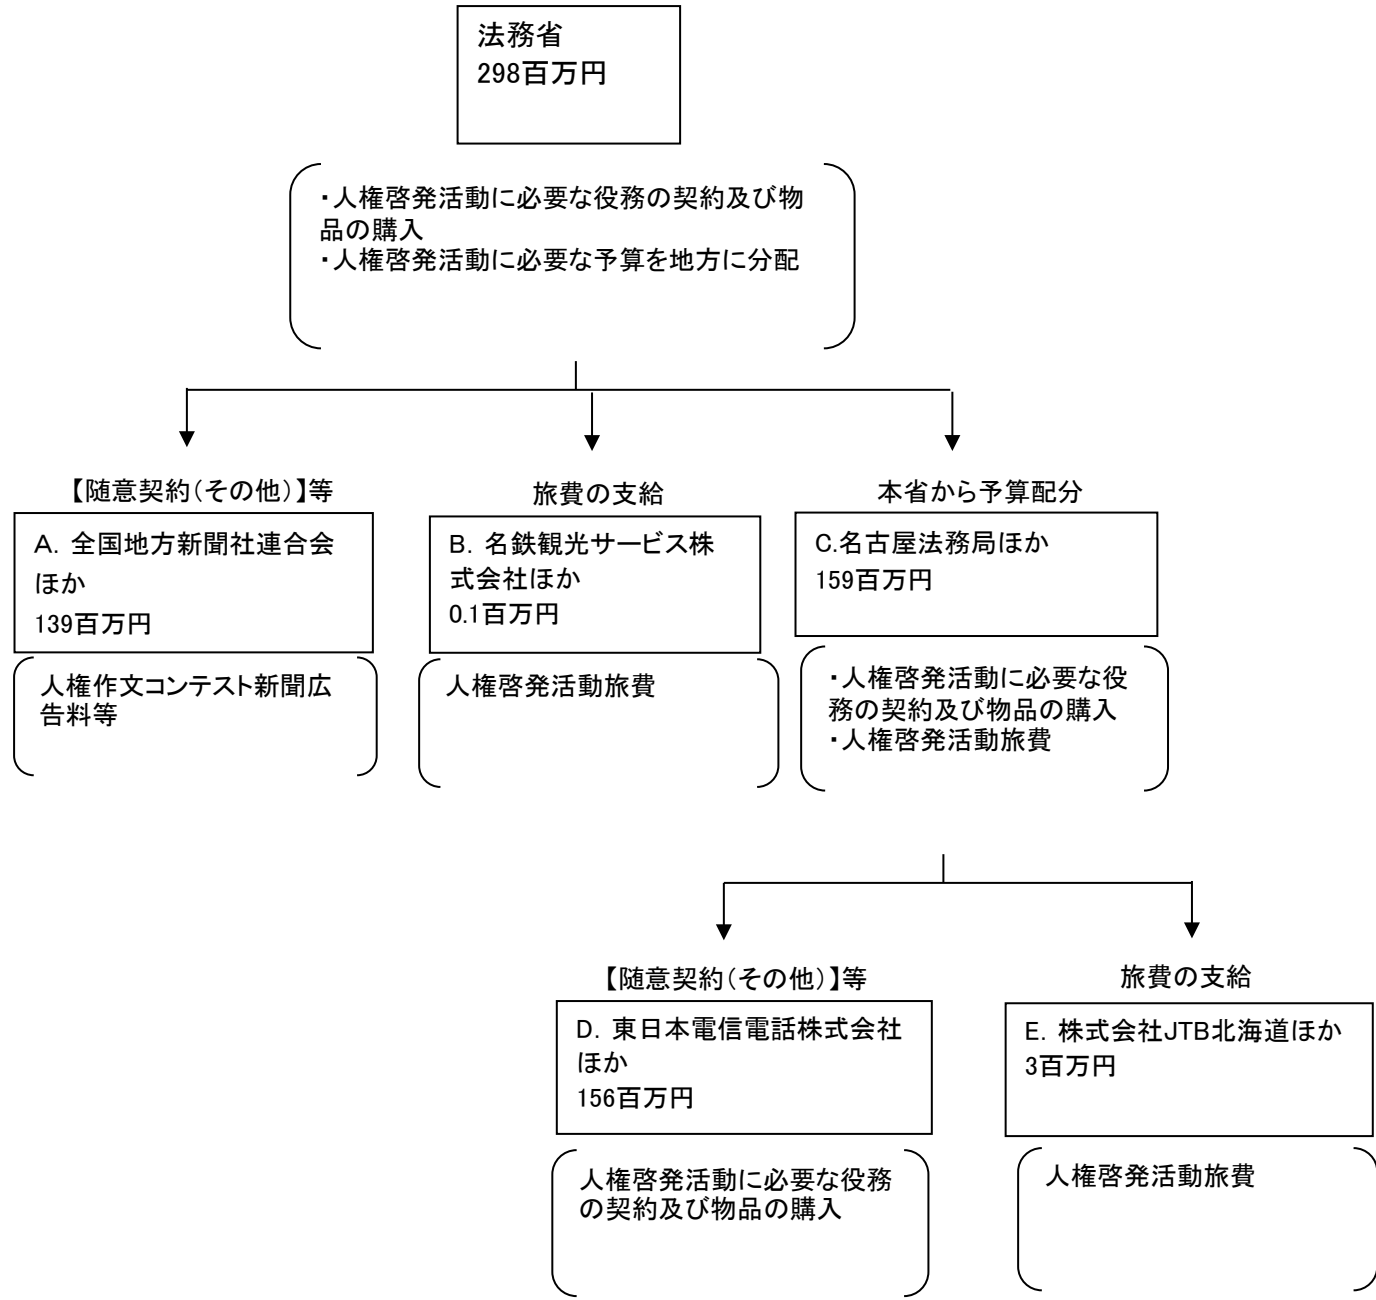 法務省
298百万円
・人権啓発活動に必要な役務の契約及び物
品の購入
・人権啓発活動に必要な予算を地方に分配
【随意契約(その他)】等
A. 全国地方新聞社連合会
ほか
139百万円
人権作文コンテスト新聞広
告料等
旅費の支給
B. 名鉄観光サービス株
式会社ほか
0.1百万円
人権啓発活動旅費
本省から予算配分
C.名古屋法務局ほか
159百万円
・人権啓発活動に必要な役
務の契約及び物品の購入
・人権啓発活動旅費
【随意契約(その他)】等
D. 東日本電信電話株式会社
ほか
156百万円
人権啓発活動に必要な役務
の契約及び物品の購入
旅費の支給
E. 株式会社JTB北海道ほか
3百万円
人権啓発活動旅費